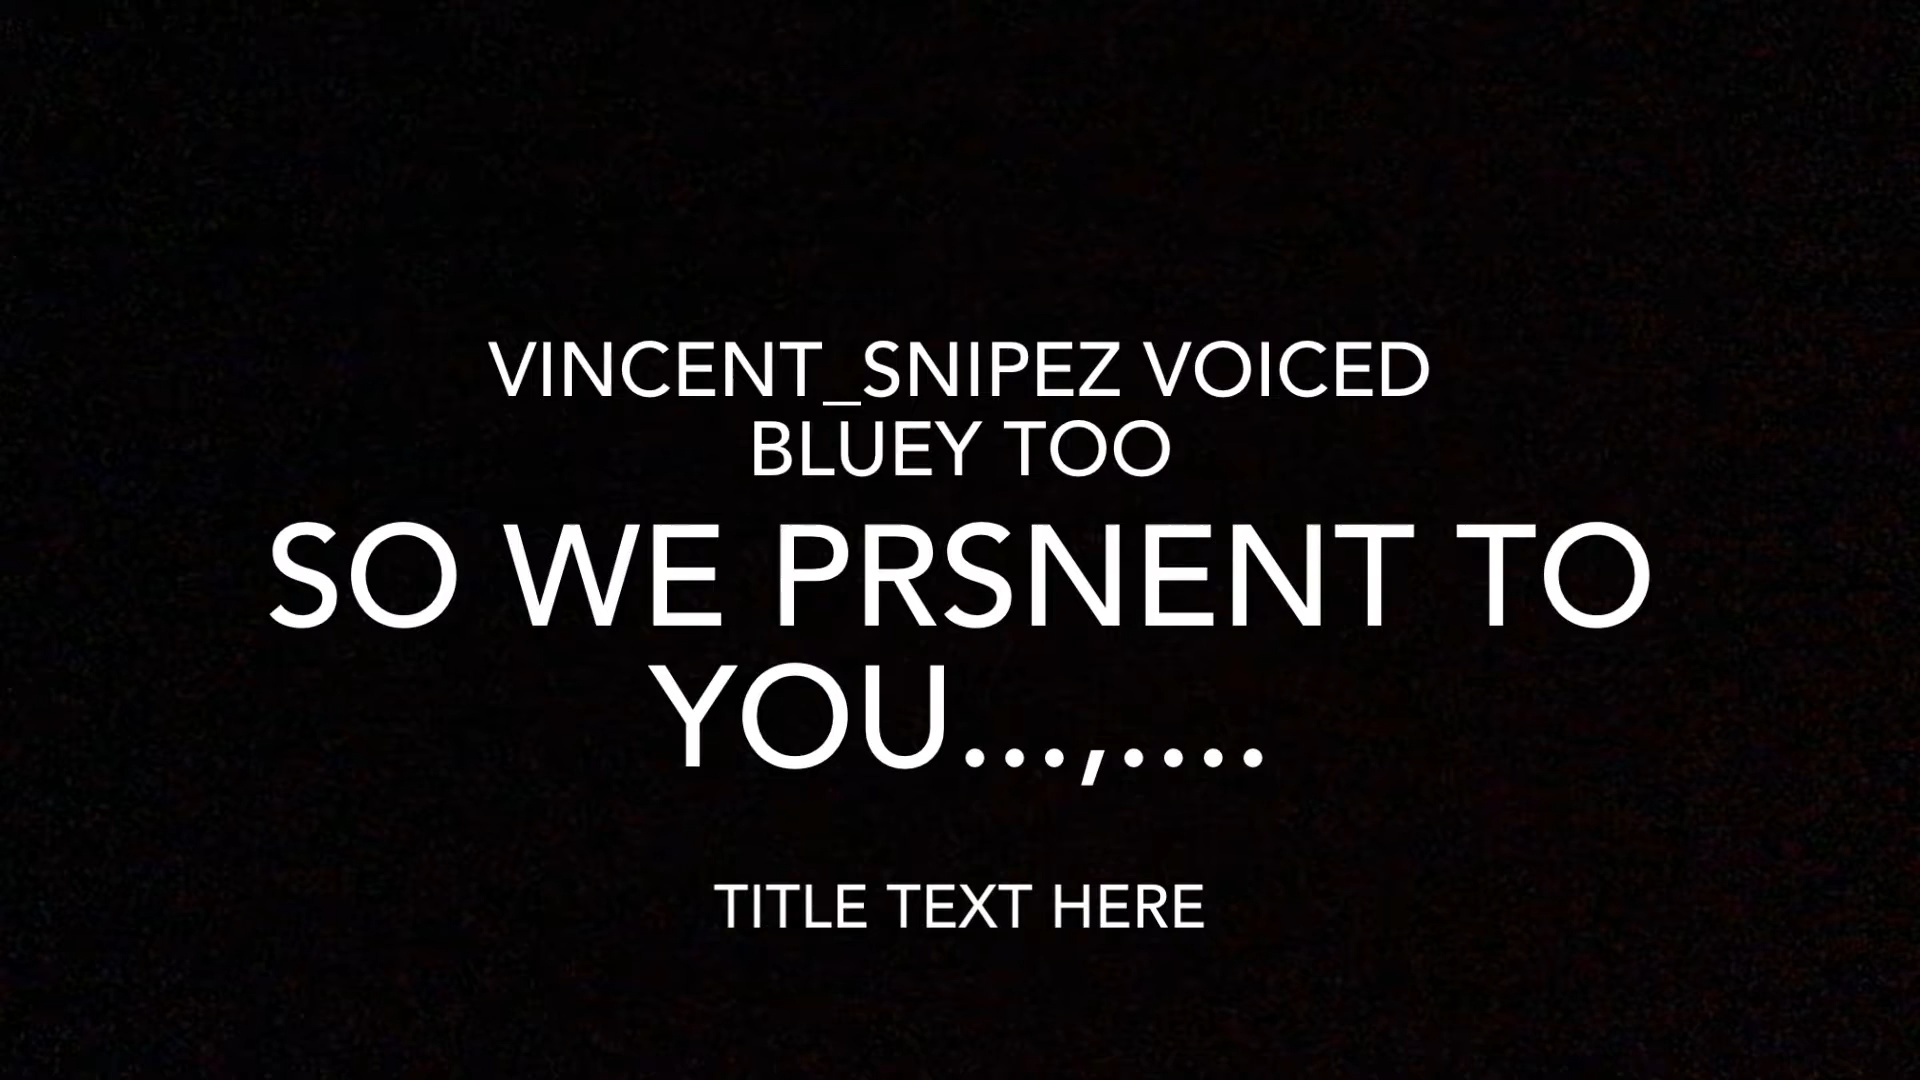 VINCENT_SNIPEZ VOICED
BLUEY TOO
SO WE PRSNENT TO
YOU...,....
TITLE TEXT HERE